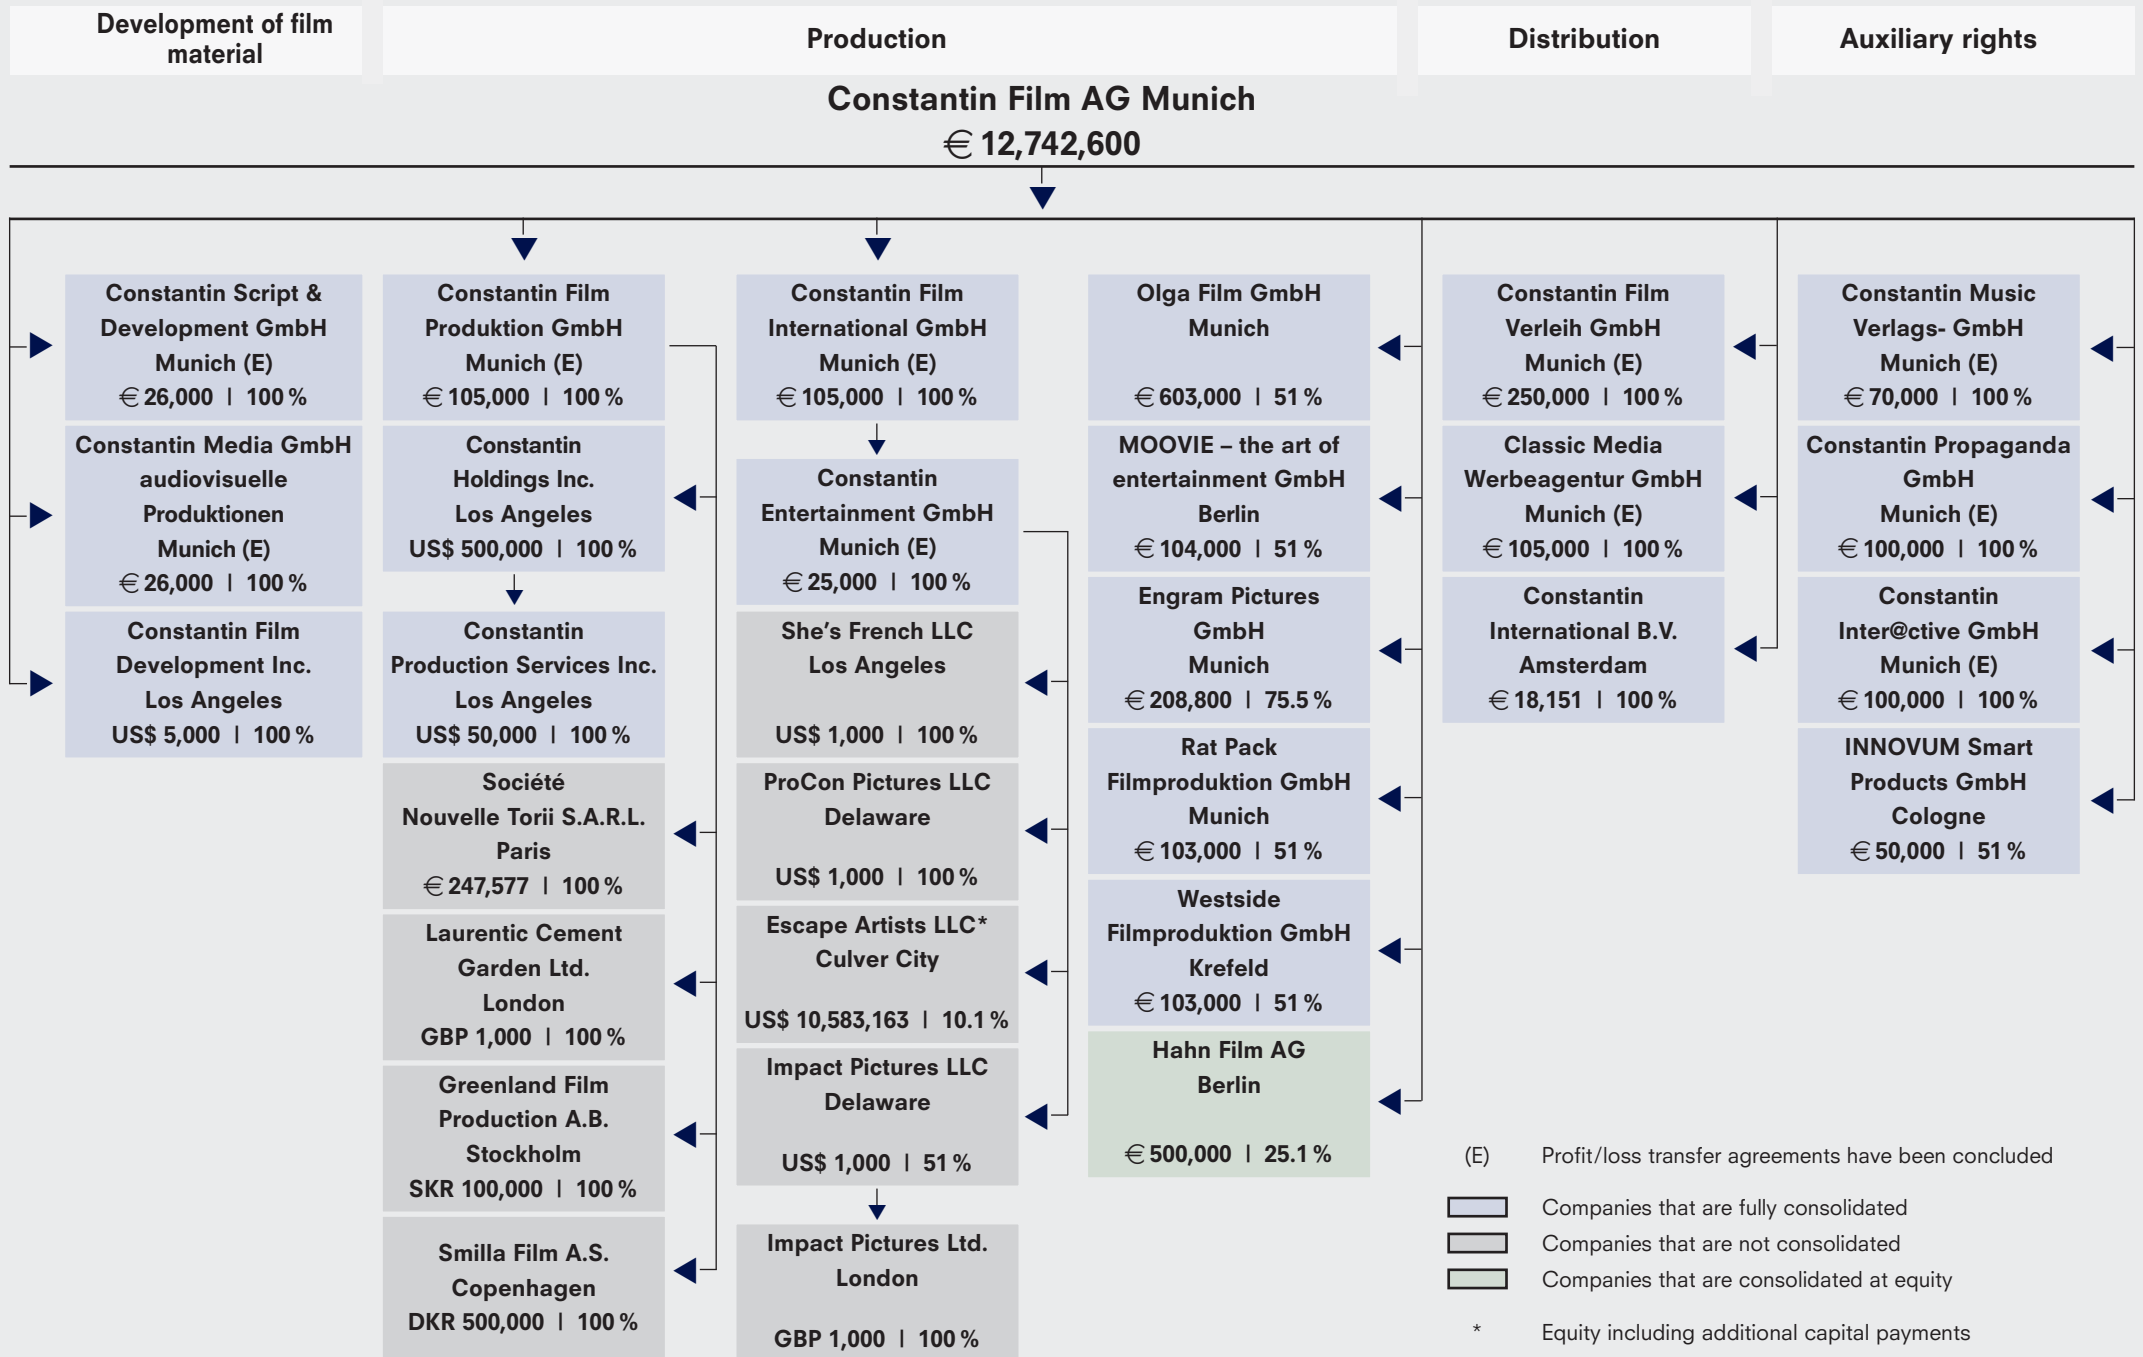 Development of film
material
Production
Distribution
Auxiliary rights
Constantin Film AG Munich
€ 12,742,600
Constantin Script &
Development GmbH
Munich (E)
€ 26,000 | 100 %
Constantin Media GmbH
audiovisuelle
Produktionen
Munich (E)
€ 26,000 | 100 %
Constantin Film
Development Inc.
Los Angeles
US$ 5,000 | 100 %
Constantin Film
Produktion GmbH
Munich (E)
€ 105,000 | 100 %
Constantin
Holdings Inc.
Los Angeles
US$ 500,000 | 100 %
Constantin
Production Services Inc.
Los Angeles
US$ 50,000 | 100 %
Société
Nouvelle Torii S.A.R.L.
Paris
€ 247,577 | 100 %
Laurentic Cement
Garden Ltd.
London
GBP 1,000 | 100 %
Greenland Film
Production A.B.
Stockholm
SKR 100,000 | 100 %
Smilla Film A.S.
Copenhagen
DKR 500,000 | 100 %
Constantin Film
International GmbH
Munich (E)
€ 105,000 | 100 %
Constantin
Entertainment GmbH
Munich (E)
€ 25,000 | 100 %
She's French LLC
Los Angeles
US$ 1,000 | 100 %
ProCon Pictures LLC
Delaware
US$ 1,000 | 100 %
Escape Artists LLC*
Culver City
US$ 10,583,163 | 10.1 %
Impact Pictures LLC
Delaware
US$ 1,000 | 51 %
Impact Pictures Ltd.
London
GBP 1,000 | 100 %
Olga Film GmbH
Munich
€ 603,000 | 51 %
MOOVIE – the art of
entertainment GmbH
Berlin
€ 104,000 | 51 %
Engram Pictures
GmbH
Munich
€ 208,800 | 75.5 %
Rat Pack
Filmproduktion GmbH
Munich
€ 103,000 | 51 %
Westside
Filmproduktion GmbH
Krefeld
€ 103,000 | 51 %
Hahn Film AG
Berlin
€ 500,000 | 25.1 %
Constantin Film
Verleih GmbH
Munich (E)
€ 250,000 | 100 %
Classic Media
Werbeagentur GmbH
Munich (E)
€ 105,000 | 100 %
Constantin
International B.V.
Amsterdam
€ 18,151 | 100 %
Constantin Music
Verlags- GmbH
Munich (E)
€ 70,000 | 100 %
Constantin Propaganda
GmbH
Munich (E)
€ 100,000 | 100 %
Constantin
Inter@ctive GmbH
Munich (E)
€ 100,000 | 100 %
INNOVUM Smart
Products GmbH
Cologne
€ 50,000 | 51 %
(E) Profit/loss transfer agreements have been concluded
Companies that are fully consolidated
Companies that are not consolidated
Companies that are consolidated at equity
* Equity including additional capital payments